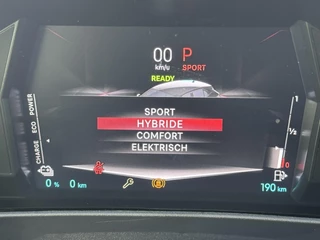 00 P
km/u SPORT
READY
SPORT
HYBRIDE
COMFORT
ELEKTRISCH
POWER
ECO
CHARGE
1
½
0
0 % 0 km
190 km